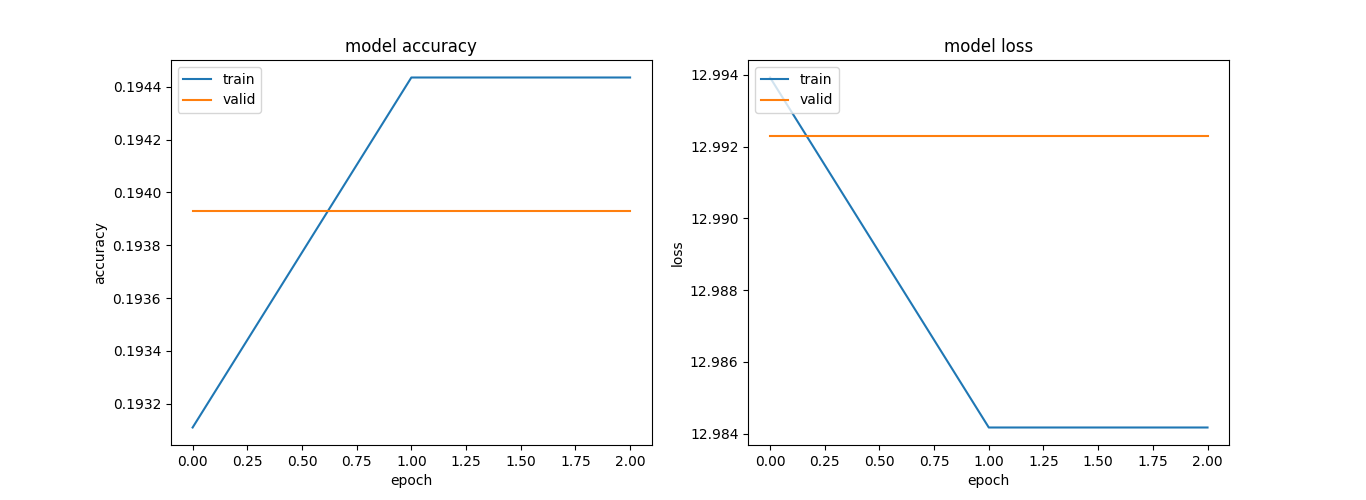 model accuracy
train
valid
0.1944
0.1942
0.1940
0.1938
0.1936
0.1934
0.1932
accuracy
0.00 0.25 0.50 0.75 1.00 1.25 1.50 1.75 2.00
epoch
model loss
train
valid
12.994
12.992
12.990
12.988
12.986
12.984
loss
0.00 0.25 0.50 0.75 1.00 1.25 1.50 1.75 2.00
epoch